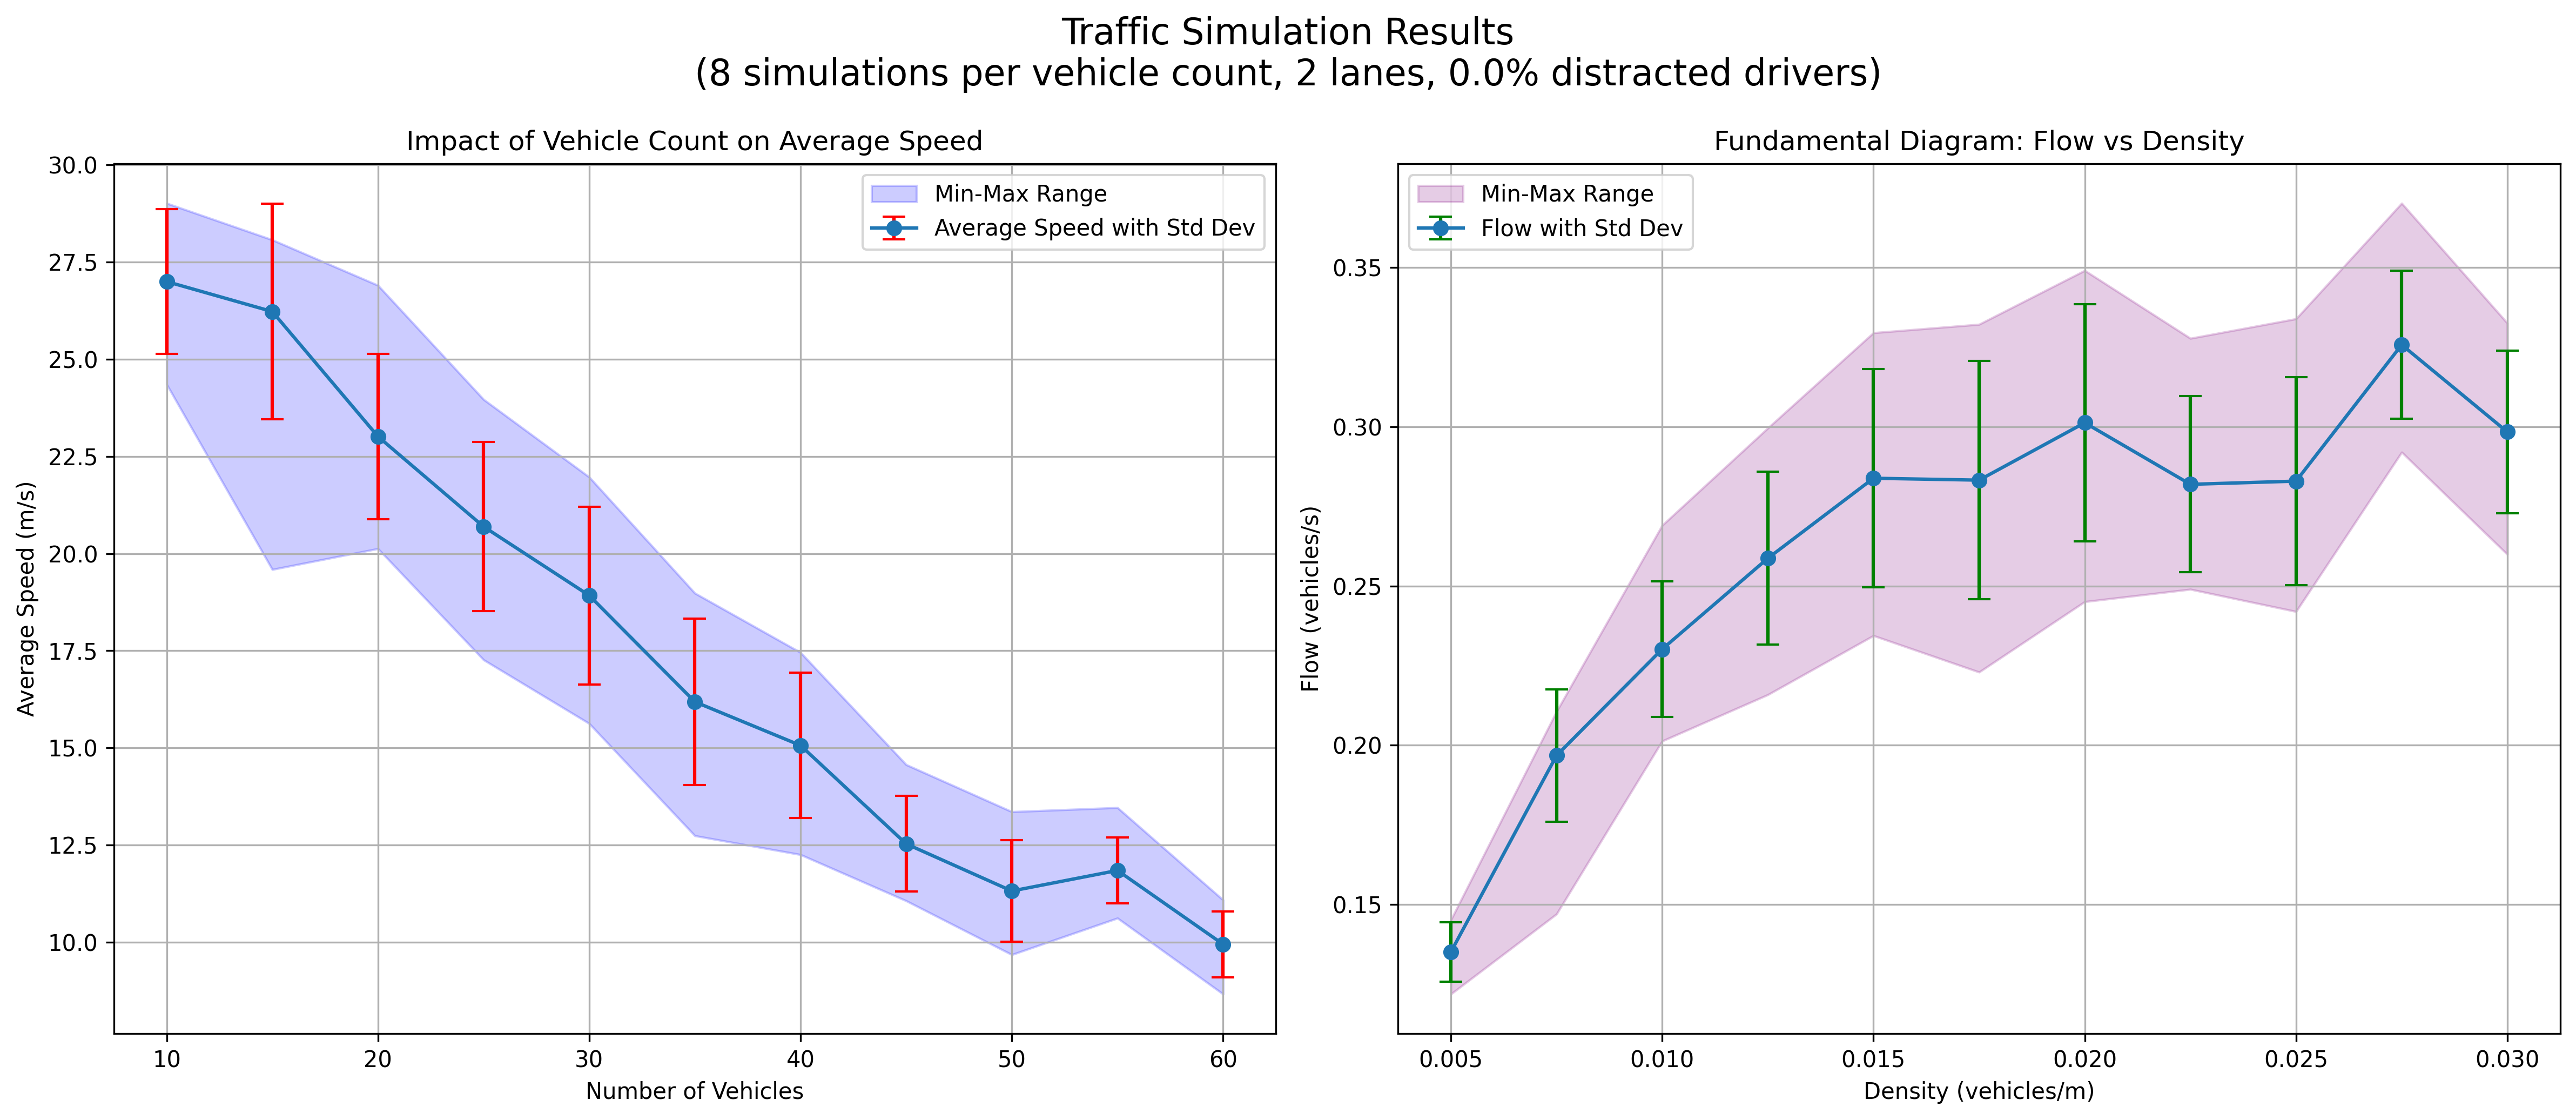 Traffic Simulation Results
(8 simulations per vehicle count, 2 lanes, 0.0% distracted drivers)
Impact of Vehicle Count on Average Speed
30.0
27.5
25.0
22.5
20.0
17.5
15.0
12.5
10.0
Average Speed (m/s)
Min-Max Range
Average Speed with Std Dev
10
20
30
40
50
60
Number of Vehicles
Fundamental Diagram: Flow vs Density
0.35
0.30
0.25
0.20
0.15
Flow (vehicles/s)
Min-Max Range
Flow with Std Dev
0.005
0.010
0.015
0.020
0.025
0.030
Density (vehicles/m)